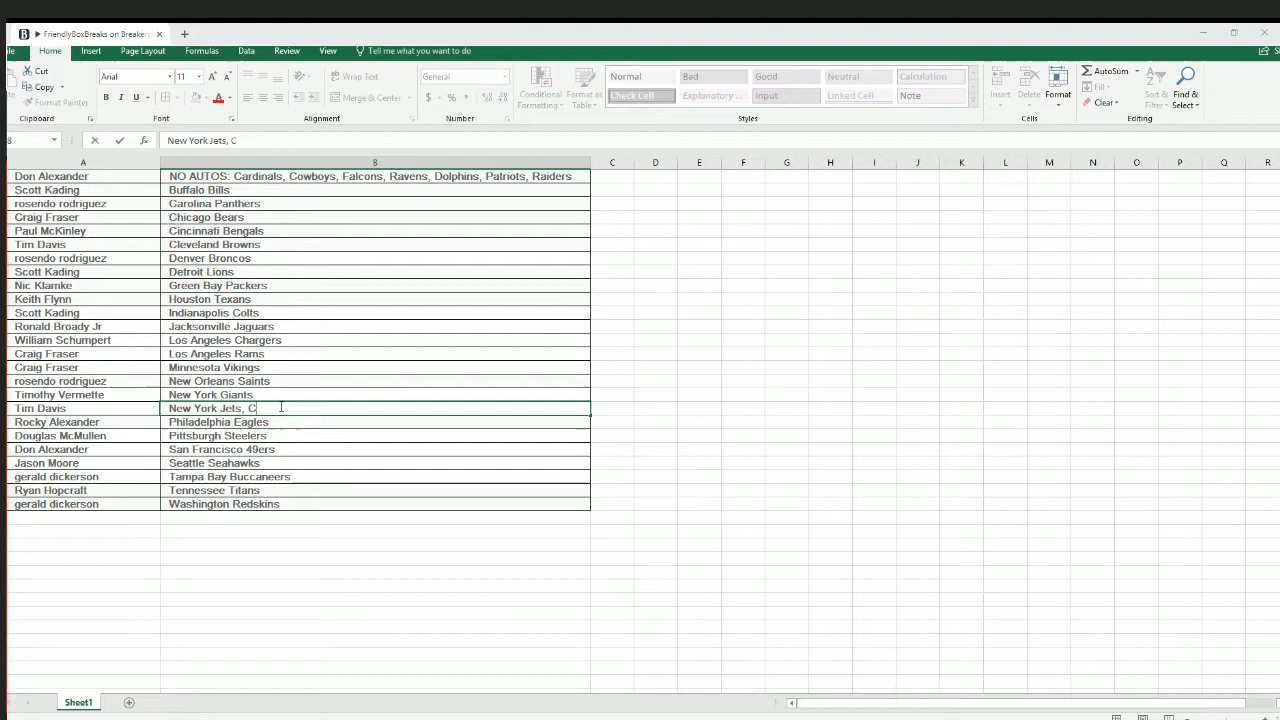 FriendlyBoxBreaks on Breakers
Home Insert Page Layout Formulas Data Review View Tell me what you want to do
Cut
Copy
Format Painter
Clipboard
Arial 11
B I U
Font
Wrap Text
Merge & Center
Alignment
General
Number
Conditional Formatting
Format as Table
Normal Bad Good Neutral Calculation
Check Cell Explanatory ... Input Linked Cell Note
Styles
Insert Delete Format
Cells
AutoSum
Fill
Clear
Sort & Filter
Find & Select
Editing
8 New York Jets, C
A B C D E F G H I J K L M N O P Q R
Don Alexander NO AUTOS: Cardinals, Cowboys, Falcons, Ravens, Dolphins, Patriots, Raiders
Scott Kading Buffalo Bills
rosendo rodriguez Carolina Panthers
Craig Fraser Chicago Bears
Paul McKinley Cincinnati Bengals
Tim Davis Cleveland Browns
rosendo rodriguez Denver Broncos
Scott Kading Detroit Lions
Nic Klamke Green Bay Packers
Keith Flynn Houston Texans
Scott Kading Indianapolis Colts
Ronald Broady Jr Jacksonville Jaguars
William Schumpert Los Angeles Chargers
Craig Fraser Los Angeles Rams
Craig Fraser Minnesota Vikings
rosendo rodriguez New Orleans Saints
Timothy Vermette New York Giants
Tim Davis New York Jets, C
Rocky Alexander Philadelphia Eagles
Douglas McMullen Pittsburgh Steelers
Don Alexander San Francisco 49ers
Jason Moore Seattle Seahawks
gerald dickerson Tampa Bay Buccaneers
Ryan Hopcraft Tennessee Titans
gerald dickerson Washington Redskins
Sheet1